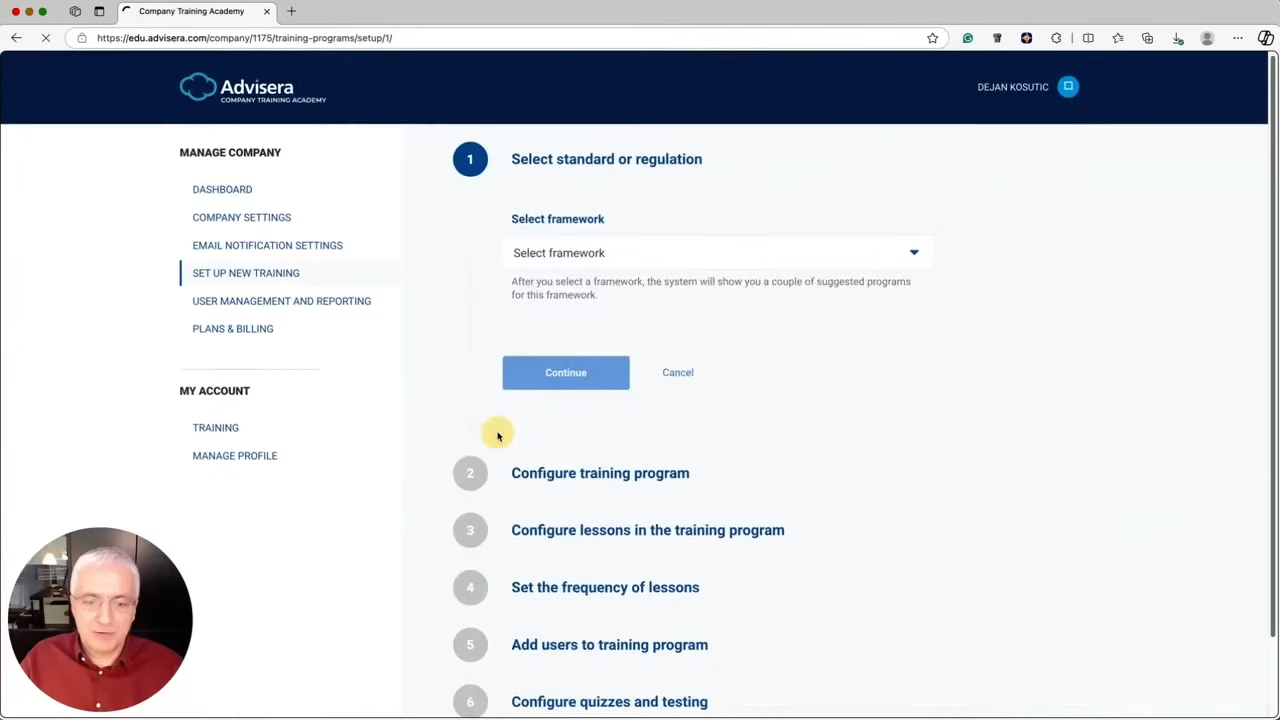 Company Training Academy
https://edu.advisera.com/company/1175/training-programs/setup/1/
Advisera
COMPANY TRAINING ACADEMY
DEJAN KOSUTIC
MANAGE COMPANY
DASHBOARD
COMPANY SETTINGS
EMAIL NOTIFICATION SETTINGS
SET UP NEW TRAINING
USER MANAGEMENT AND REPORTING
PLANS & BILLING
MY ACCOUNT
TRAINING
MANAGE PROFILE
1 Select standard or regulation
Select framework
Select framework
After you select a framework, the system will show you a couple of suggested programs
for this framework.
Continue Cancel
2 Configure training program
3 Configure lessons in the training program
4 Set the frequency of lessons
5 Add users to training program
6 Configure quizzes and testing